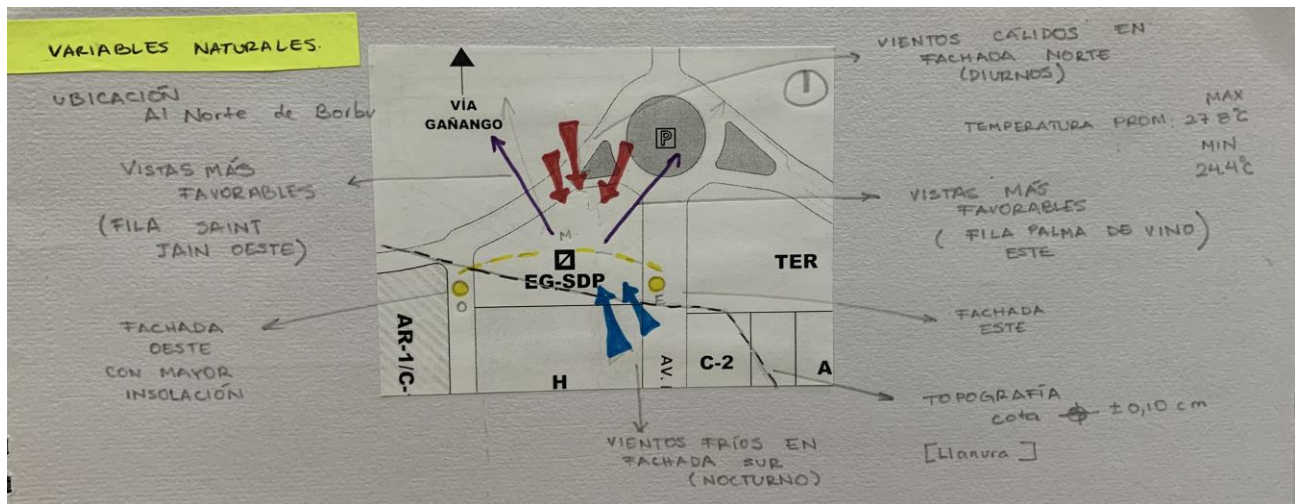 VARIABLES NATURALES.
UBICACIÓN
Al Norte de Borbu
VISTAS MÁS
FAVORABLES
(FILA SAINT
JAIN OESTE)
FACHADA
OESTE
CON MAYOR
INSOLACIÓN
VÍA
GAÑANGO
P
M
EG-SDP
O
E
TER
AR-1/C-
H
AV.
C-2
A
VIENTOS CÁLIDOS EN
FACHADA NORTE
(DIURNOS)
MAX
TEMPERATURA PROM. 27 8°C
MIN
24.4°C
VISTAS MÁS
FAVORABLES
( FILA PALMA DE VINO)
ESTE
FACHADA
ESTE
TOPOGRAFÍA
cota ±0,10 cm
[Llanura]
VIENTOS FRÍOS EN
FACHADA SUR
(NOCTURNO)